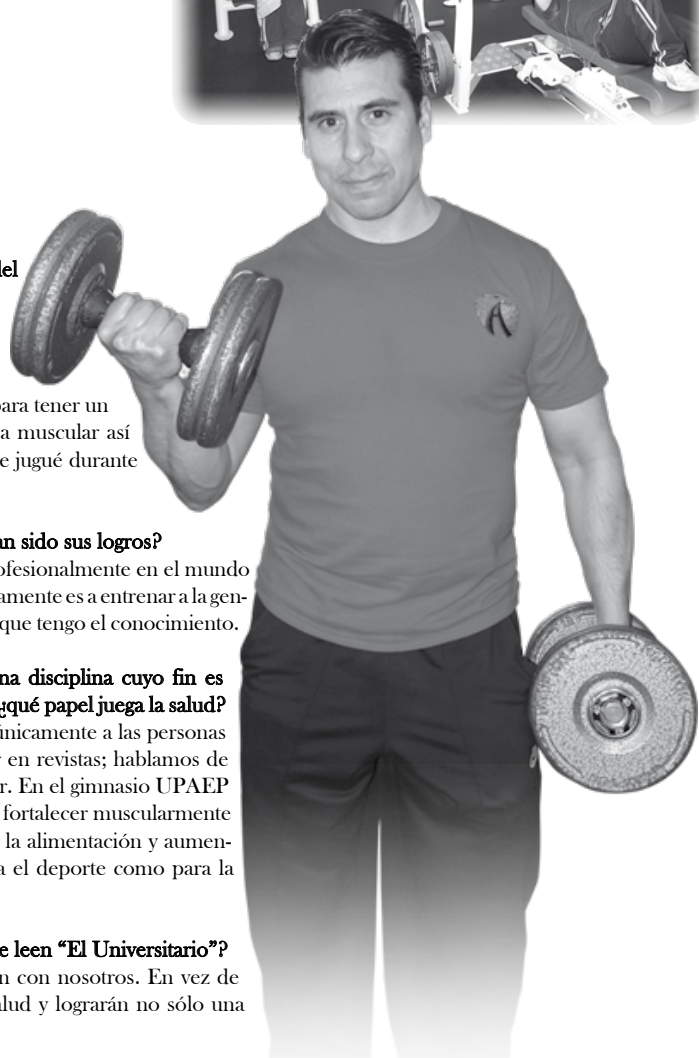 del
para tener un
a muscular así
e jugué durante
an sido sus logros?
ofesionalmente en el mundo
amente es a entrenar a la gen-
que tengo el conocimiento.
na disciplina cuyo fin es
¿qué papel juega la salud?
únicamente a las personas
r en revistas; hablamos de
r. En el gimnasio UPAEP
fortalecer muscularmente
la alimentación y aumen-
a el deporte como para la
e leen “El Universitario”?
n con nosotros. En vez de
alud y lograrán no sólo una